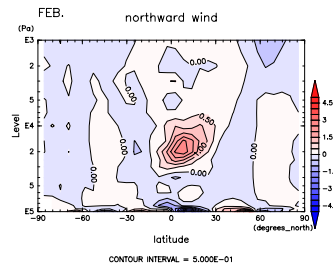 FEB.
northward wind
(Pa)
E3
2
5
E4
2
5
E5
Level
0.00
0.00
0.50
0.00
0.00
0.00
0.00
4.5
3
1.5
0
-1.5
-3
-4.
-90 -60 -30 0 30 60 90
(degrees_north)
latitude
CONTOUR INTERVAL = 5.000E-01